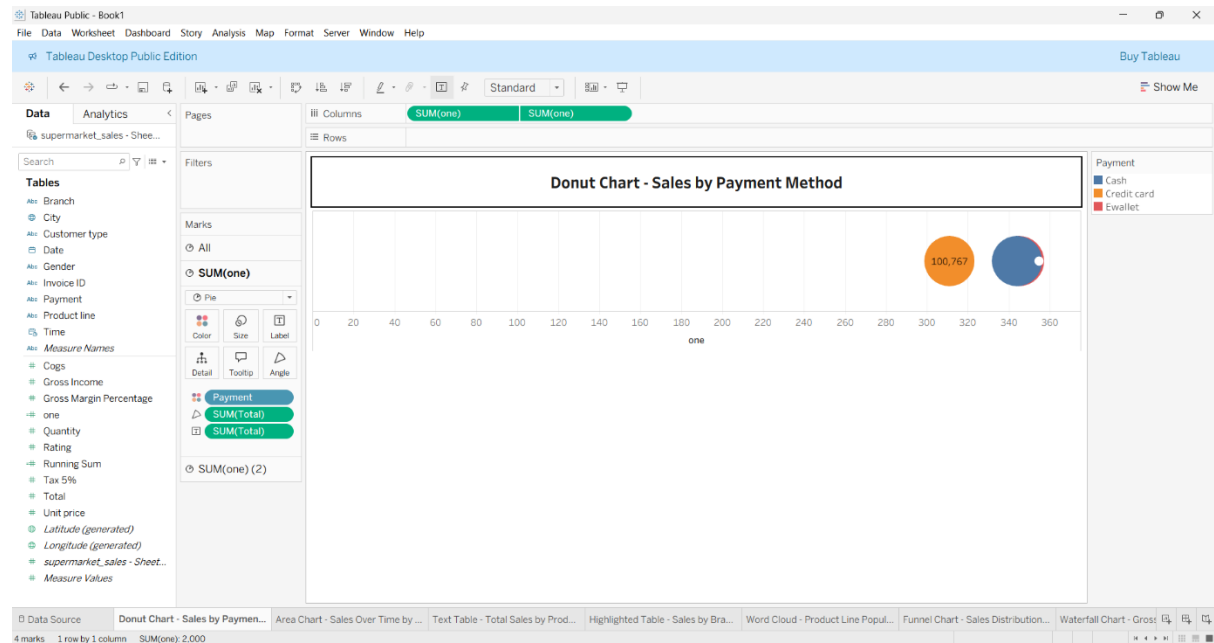 Tableau Public - Book1
File Data Worksheet Dashboard Story Analysis Map Format Server Window Help
Tableau Desktop Public Edition
Buy Tableau
Standard
Show Me
Data Analytics
Pages
Columns
SUM(one) SUM(one)
supermarket_sales - Shee...
Rows
Search
Filters
Tables
Abc Branch
City
Abc Customer type
Date
Abc Gender
Abc Invoice ID
Abc Payment
Abc Product line
Time
Abc Measure Names
# Cogs
# Gross Income
# Gross Margin Percentage
=# one
# Quantity
# Rating
=# Running Sum
# Tax 5%
# Total
# Unit price
Latitude (generated)
Longitude (generated)
# supermarket_sales - Sheet...
# Measure Values
Marks
All
SUM(one)
Pie
Color Size Label
Detail Tooltip Angle
Payment
SUM(Total)
SUM(Total)
SUM(one) (2)
Donut Chart - Sales by Payment Method
100,767
0 20 40 60 80 100 120 140 160 180 200 220 240 260 280 300 320 340 360
one
Payment
Cash
Credit card
Ewallet
Data Source Donut Chart - Sales by Paymen... Area Chart - Sales Over Time by ... Text Table - Total Sales by Prod... Highlighted Table - Sales by Bra... Word Cloud - Product Line Popul... Funnel Chart - Sales Distribution... Waterfall Chart - Gross
4 marks 1 row by 1 column SUM(one): 2,000